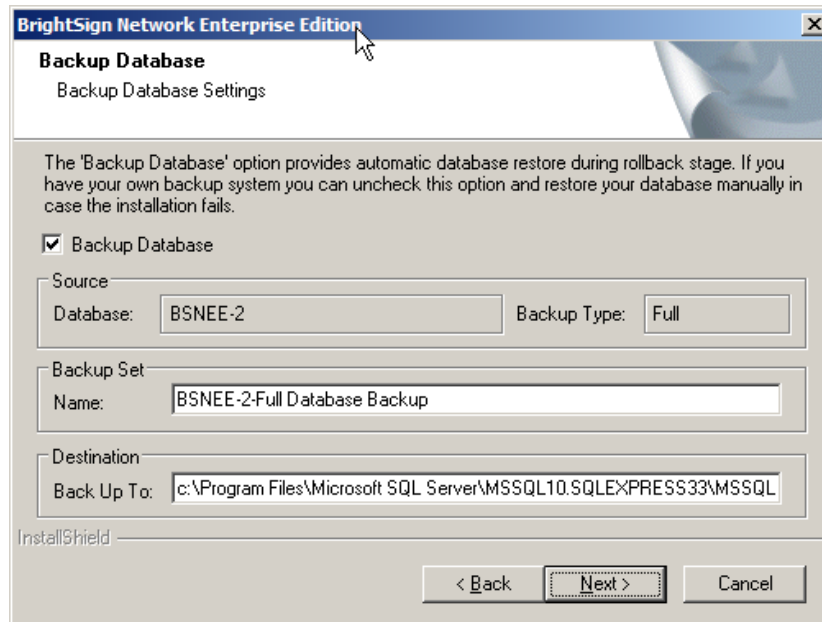 BrightSign Network Enterprise Edition
Backup Database
Backup Database Settings
The 'Backup Database' option provides automatic database restore during rollback stage. If you
have your own backup system you can uncheck this option and restore your database manually in
case the installation fails.
Backup Database
Source
Database: BSNEE-2 Backup Type: Full
Backup Set
Name: BSNEE-2-Full Database Backup
Destination
Back Up To: c:\Program Files\Microsoft SQL Server\MSSQL10.SQLEXPRESS33\MSSQL
InstallShield
< Back Next > Cancel